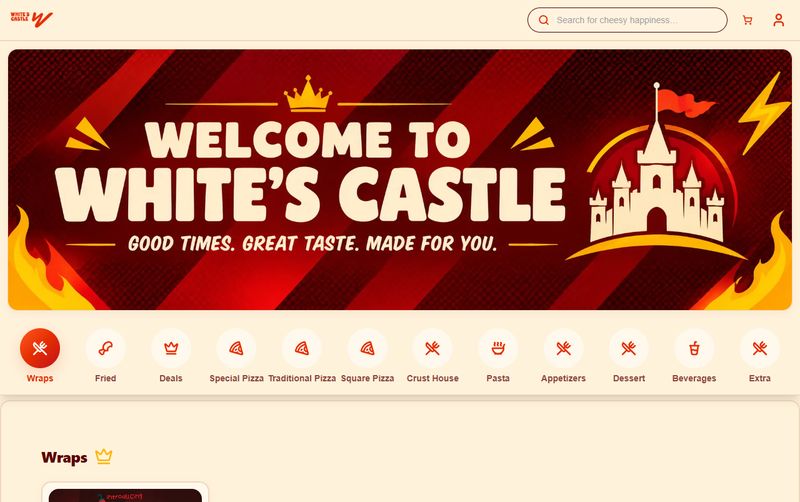 WHITE'S
CASTLE
Search for cheesy happiness...
WELCOME TO
WHITE'S CASTLE
GOOD TIMES. GREAT TASTE. MADE FOR YOU.
Wraps
Fried
Deals
Special Pizza
Traditional Pizza
Square Pizza
Crust House
Pasta
Appetizers
Dessert
Beverages
Extra
Wraps
INTRODUCING